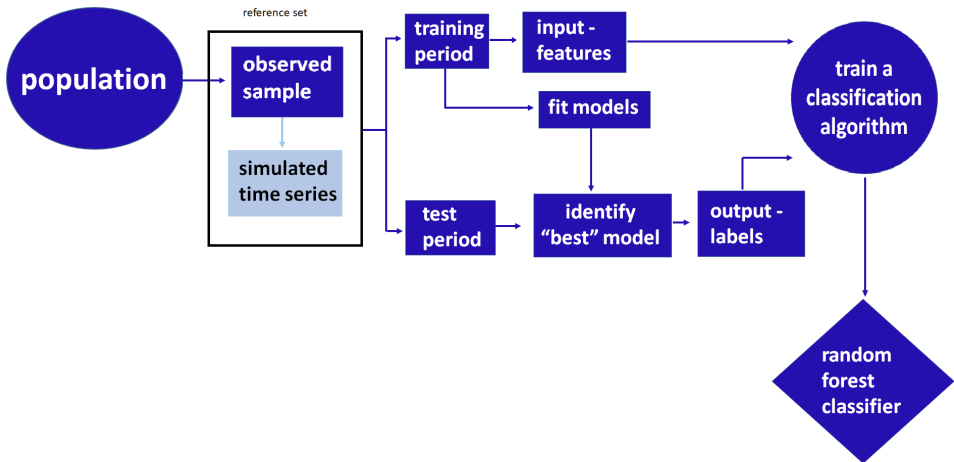 reference set
population
observed
sample
simulated
time series
training
period
input -
features
fit models
test
period
identify
“best” model
output -
labels
train a
classification
algorithm
random
forest
classifier